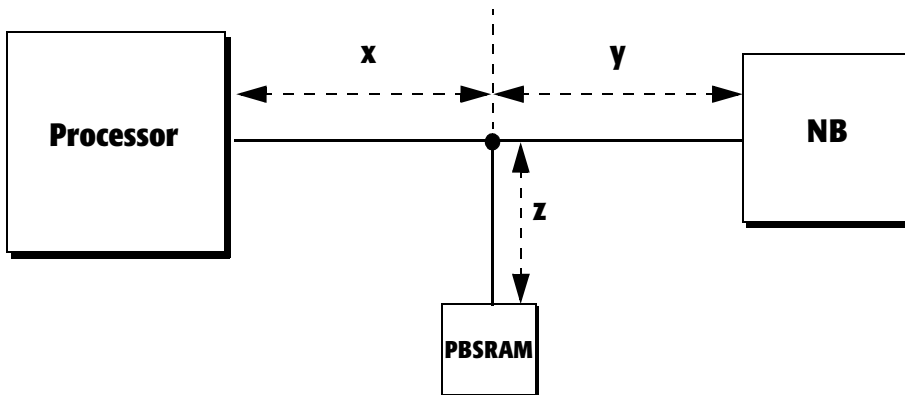 x
y
Processor
NB
z
PBSRAM